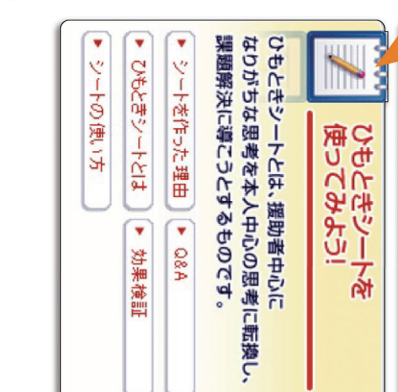 ひもときシートを
使ってみよう!
ひもときシートとは、援助者中心に
なりがちな思考を本人中心の思考に転換し、
課題解決に導こうとするものです。
シートを作った理由
Q&A
ひもときシートとは
効果検証
シートの使い方